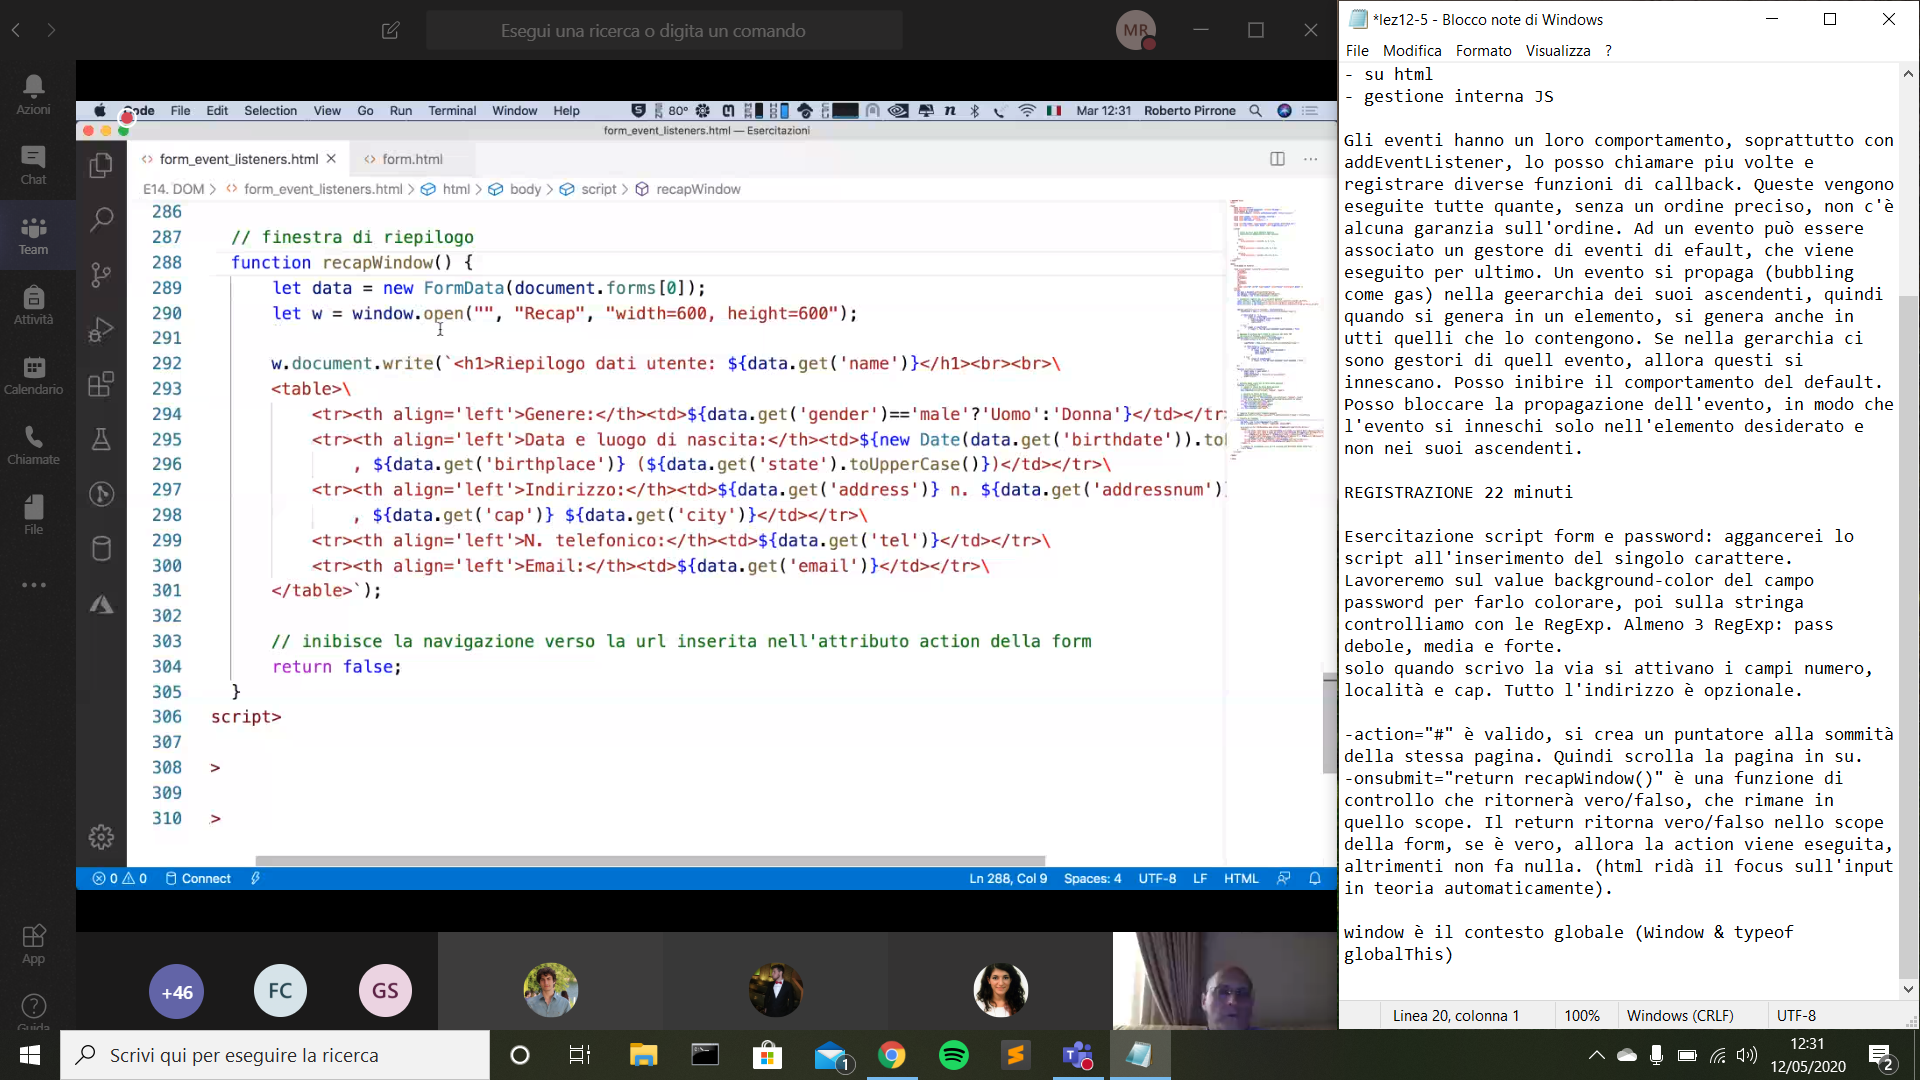 Esegui una ricerca o digita un comando
MR
Azioni
Chat
Team
Attività
Calendario
Chiamate
File
App
Guida
Code File Edit Selection View Go Run Terminal Window Help
80° Mar 12:31 Roberto Pirrone
form_event_listeners.html — Esercitazioni
form_event_listeners.html
form.html
E14. DOM > form_event_listeners.html > html > body > script > recapWindow
286
287 // finestra di riepilogo
288 function recapWindow() {
289 let data = new FormData(document.forms[0]);
290 let w = window.open("", "Recap", "width=600, height=600");
291
292 w.document.write(`<h1>Riepilogo dati utente: ${data.get('name')}</h1><br><br>\
293 <table>\
294 <tr><th align='left'>Genere:</th><td>${data.get('gender')=='male'?'Uomo':'Donna'}</td></tr>
295 <tr><th align='left'>Data e luogo di nascita:</th><td>${new Date(data.get('birthdate')).to
296 , ${data.get('birthplace')} (${data.get('state').toUpperCase()})</td></tr>\
297 <tr><th align='left'>Indirizzo:</th><td>${data.get('address')} n. ${data.get('addressnum')}
298 , ${data.get('cap')} ${data.get('city')}</td></tr>\
299 <tr><th align='left'>N. telefonico:</th><td>${data.get('tel')}</td></tr>\
300 <tr><th align='left'>Email:</th><td>${data.get('email')}</td></tr>\
301 </table>`);
302
303 // inibisce la navigazione verso la url inserita nell'attributo action della form
304 return false;
305 }
306 script>
307
308 >
309
310 >
0 0 Connect
Ln 288, Col 9 Spaces: 4 UTF-8 LF HTML
+46
FC
GS
*lez12-5 - Blocco note di Windows
File Modifica Formato Visualizza ?
- su html
- gestione interna JS
Gli eventi hanno un loro comportamento, soprattutto con
addEventListener, lo posso chiamare piu volte e
registrare diverse funzioni di callback. Queste vengono
eseguite tutte quante, senza un ordine preciso, non c'è
alcuna garanzia sull'ordine. Ad un evento può essere
associato un gestore di eventi di efault, che viene
eseguito per ultimo. Un evento si propaga (bubbling
come gas) nella geerarchia dei suoi ascendenti, quindi
quando si genera in un elemento, si genera anche in
utti quelli che lo contengono. Se nella gerarchia ci
sono gestori di quell evento, allora questi si
innescano. Posso inibire il comportamento del default.
Posso bloccare la propagazione dell'evento, in modo che
l'evento si inneschi solo nell'elemento desiderato e
non nei suoi ascendenti.
REGISTRAZIONE 22 minuti
Esercitazione script form e password: aggancerei lo
script all'inserimento del singolo carattere.
Lavoreremo sul value background-color del campo
password per farlo colorare, poi sulla stringa
controlliamo con le RegExp. Almeno 3 RegExp: pass
debole, media e forte.
solo quando scrivo la via si attivano i campi numero,
località e cap. Tutto l'indirizzo è opzionale.
-action="#" è valido, si crea un puntatore alla sommità
della stessa pagina. Quindi scrolla la pagina in su.
-onsubmit="return recapWindow()" è una funzione di
controllo che ritornerà vero/falso, che rimane in
quello scope. Il return ritorna vero/falso nello scope
della form, se è vero, allora la action viene eseguita,
altrimenti non fa nulla. (html ridà il focus sull'input
in teoria automaticamente).
window è il contesto globale (Window & typeof
globalThis)
Linea 20, colonna 1 100% Windows (CRLF) UTF-8
Scrivi qui per eseguire la ricerca
1
12:31
12/05/2020
2